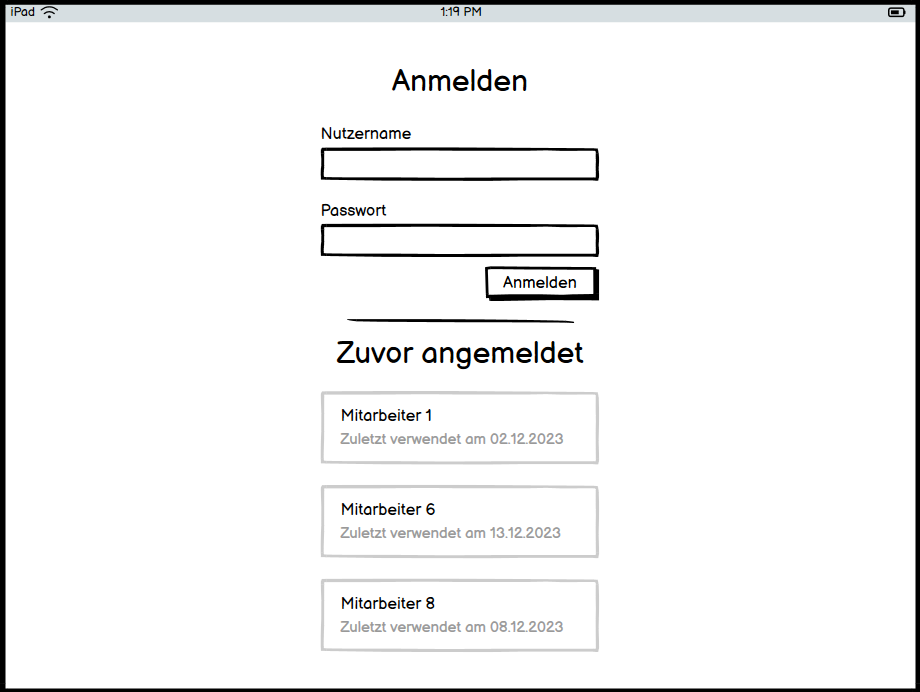 iPad 1:19 PM
Anmelden
Nutzername
Passwort
Anmelden
Zuvor angemeldet
Mitarbeiter 1
Zuletzt verwendet am 02.12.2023
Mitarbeiter 6
Zuletzt verwendet am 13.12.2023
Mitarbeiter 8
Zuletzt verwendet am 08.12.2023